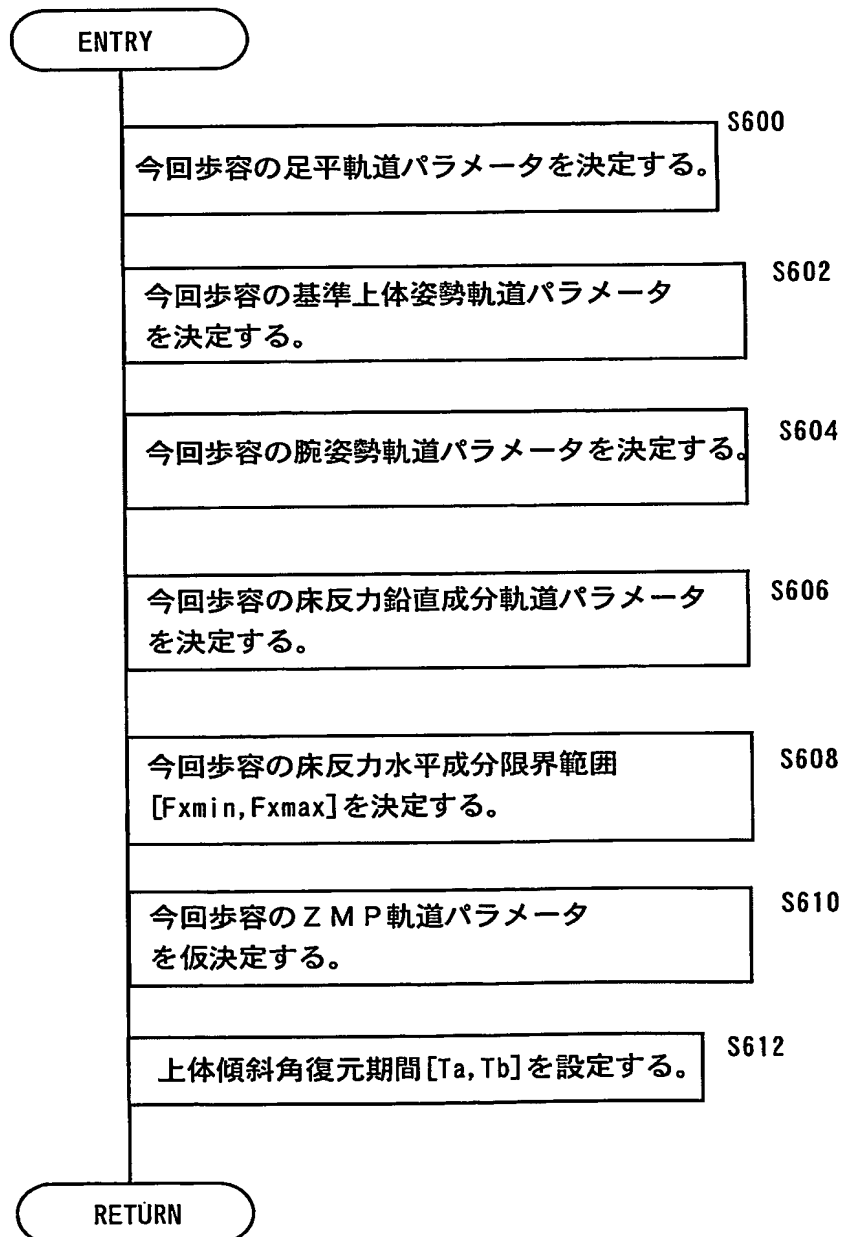 ENTRY
S600
今回歩容の足平軌道パラメータを決定する。
S602
今回歩容の基準上体姿勢軌道パラメータ
を決定する。
S604
今回歩容の腕姿勢軌道パラメータを決定する。
S606
今回歩容の床反力鉛直成分軌道パラメータ
を決定する。
S608
今回歩容の床反力水平成分限界範囲
[Fxmin,Fxmax]を決定する。
S610
今回歩容のZMP軌道パラメータ
を仮決定する。
S612
上体傾斜角復元期間[Ta,Tb]を設定する。
RETURN